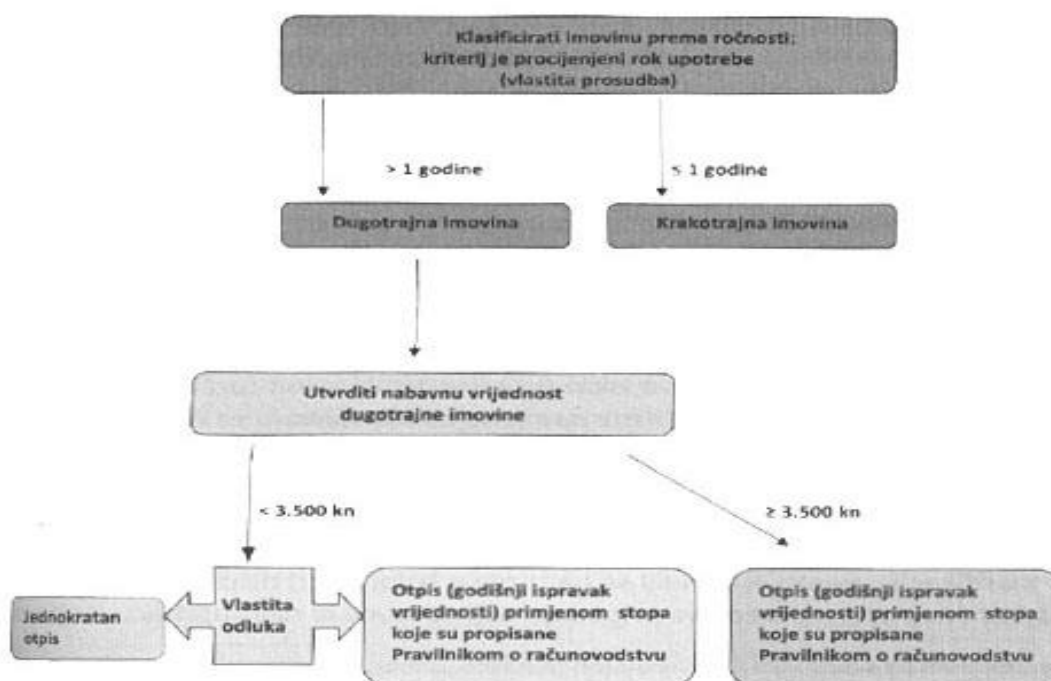 Klasificirati imovinu prema ročnosti;
kriterij je procijenjeni rok upotrebe
(vlastita prosudba)
> 1 godine
≤ 1 godine
Dugotrajna imovina
Krakotrajna imovina
Utvrditi nabavnu vrijednost
dugotrajne imovine
< 3.500 kn
≥ 3.500 kn
Jednokratan
otpis
Vlastita
odluka
Otpis (godišnji ispravak
vrijednosti) primjenom stopa
koje su propisane
Pravilnikom o računovodstvu
Otpis (godišnji ispravak
vrijednosti) primjenom stopa
koje su propisane
Pravilnikom o računovodstvu